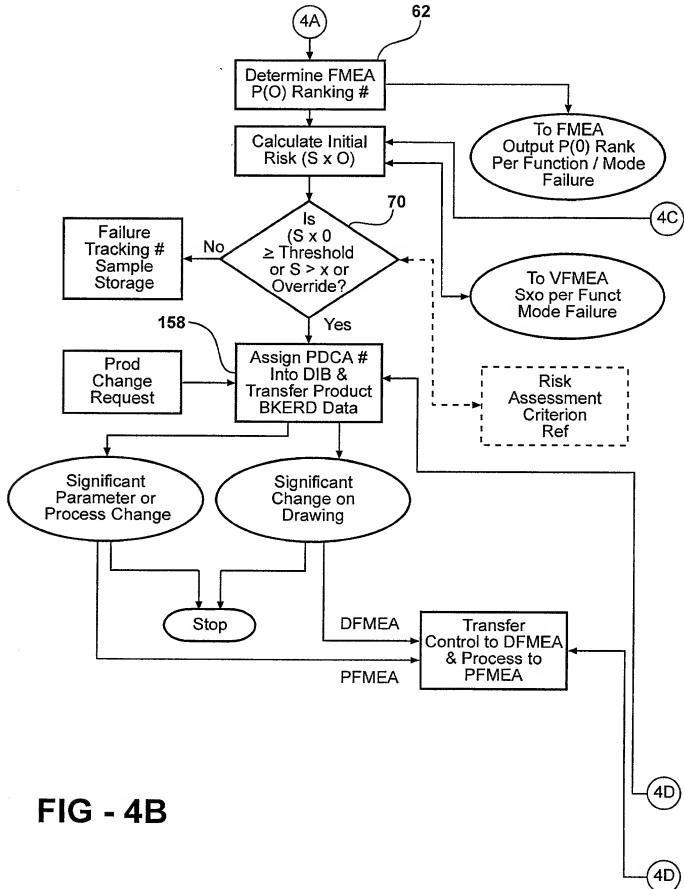 4A
62
Determine FMEA
P(O) Ranking #
To FMEA
Output P(0) Rank
Per Function / Mode
Failure
Calculate Initial
Risk (S x O)
4C
70
Is
(S x 0
≥ Threshold
or S > x or
Override?
No
Failure
Tracking #
Sample
Storage
To VFMEA
Sxo per Funct
Mode Failure
Yes
158
Assign PDCA #
Into DIB &
Transfer Product
BKERD Data
Prod
Change
Request
Risk
Assessment
Criterion
Ref
Significant
Parameter or
Process Change
Significant
Change on
Drawing
Stop
DFMEA
PFMEA
Transfer
Control to DFMEA
& Process to
PFMEA
4D
4D
FIG - 4B